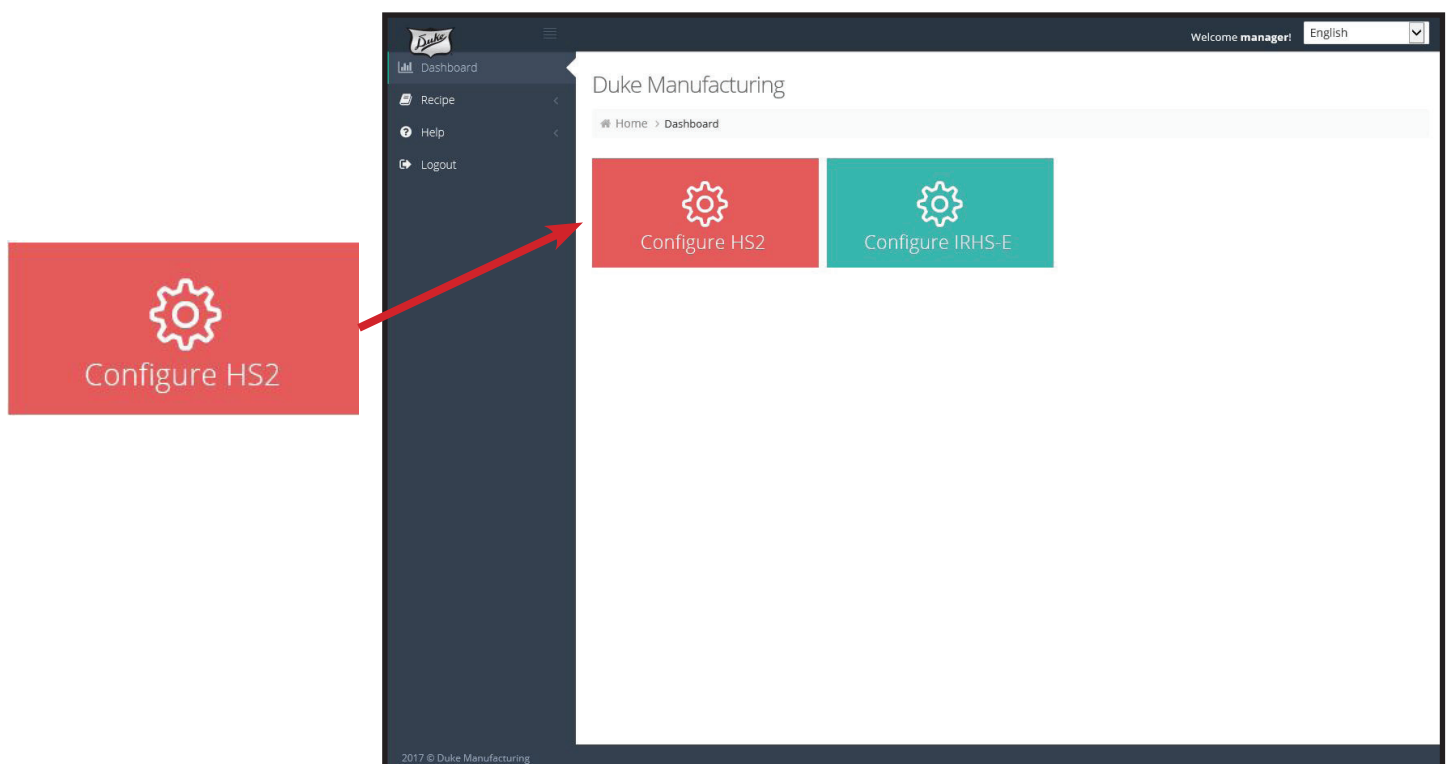 Duke
Welcome manager! English
Dashboard
Recipe
Help
Logout
Duke Manufacturing
Home > Dashboard
Configure HS2
Configure IRHS-E
Configure HS2
2017 © Duke Manufacturing